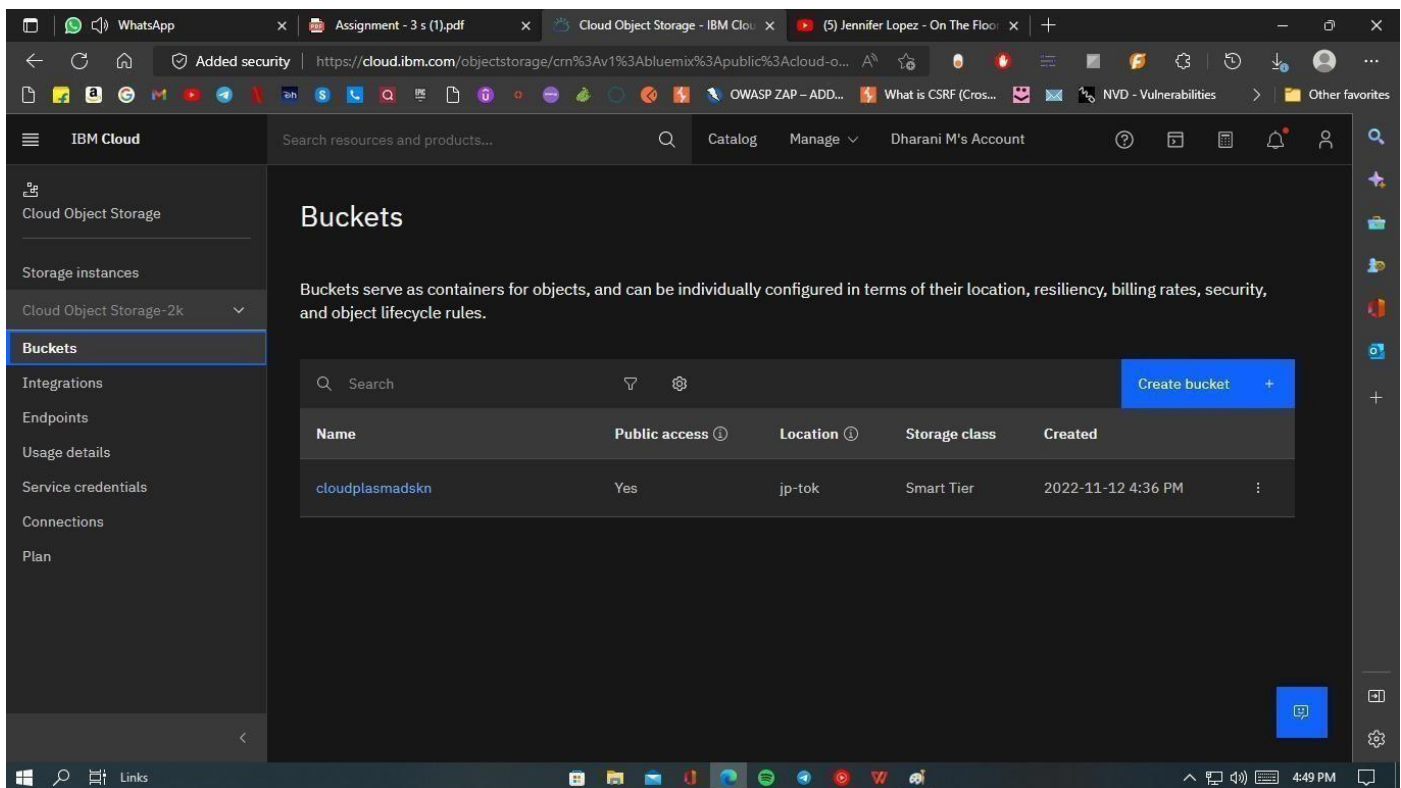 WhatsApp
Assignment - 3 s (1).pdf
Cloud Object Storage - IBM Clou
(5) Jennifer Lopez - On The Floor
Added security
https://cloud.ibm.com/objectstorage/crn%3Av1%3Abluemix%3Apublic%3Acloud-o...
OWASP ZAP – ADD...
What is CSRF (Cros...
NVD - Vulnerabilities
Other favorites
IBM Cloud
Search resources and products...
Catalog
Manage
Dharani M's Account
Cloud Object Storage
Storage instances
Cloud Object Storage-2k
Buckets
Integrations
Endpoints
Usage details
Service credentials
Connections
Plan
Buckets
Buckets serve as containers for objects, and can be individually configured in terms of their location, resiliency, billing rates, security,
and object lifecycle rules.
Search
Create bucket +
Name Public access Location Storage class Created
cloudplasmadskn Yes jp-tok Smart Tier 2022-11-12 4:36 PM
Links
4:49 PM